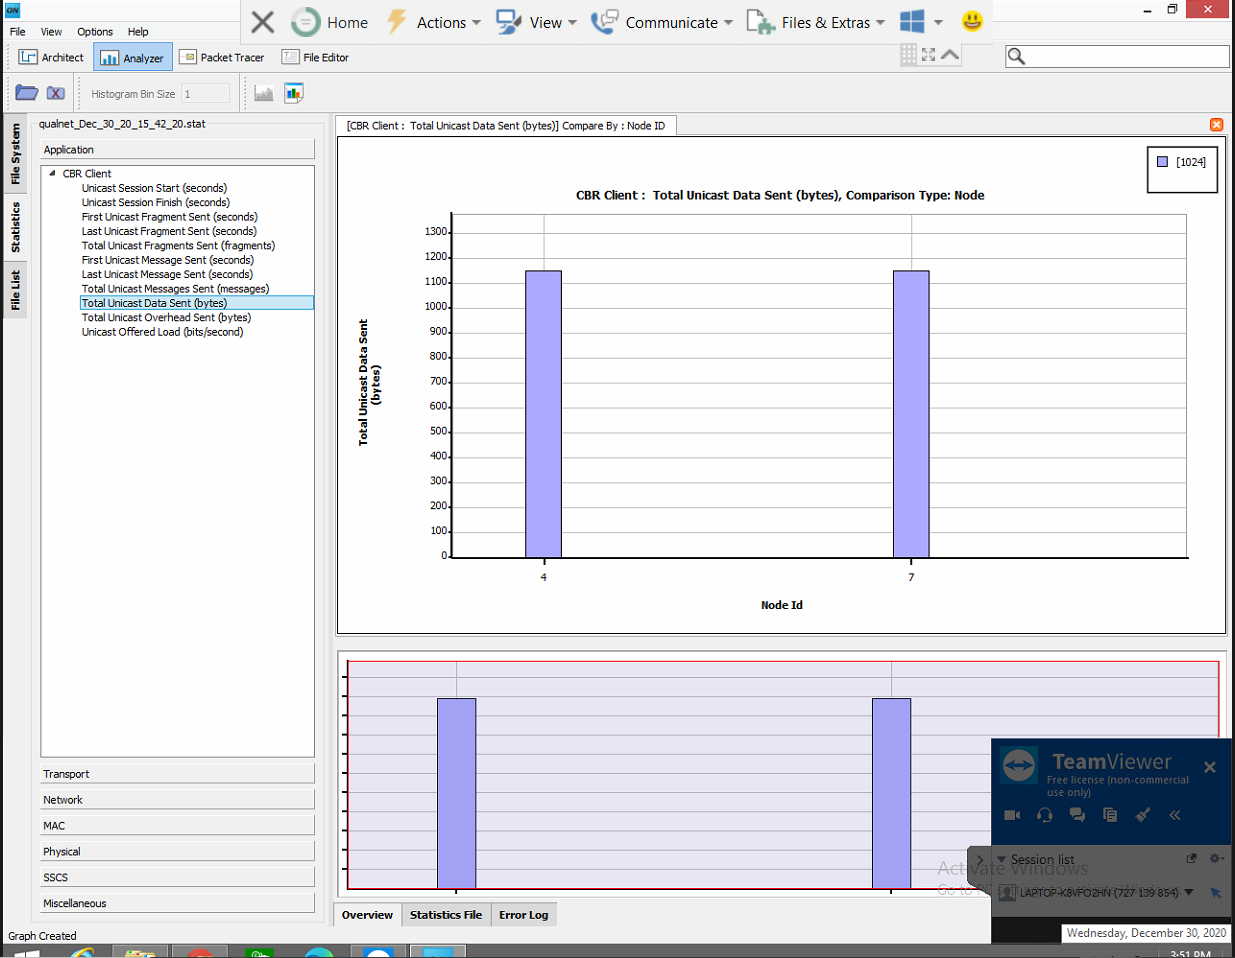 QN
Home Actions View Communicate Files & Extras
File View Options Help
Architect Analyzer Packet Tracer File Editor
Histogram Bin Size 1
File System
Statistics
File List
qualnet_Dec_30_20_15_42_20.stat
Application
CBR Client
Unicast Session Start (seconds)
Unicast Session Finish (seconds)
First Unicast Fragment Sent (seconds)
Last Unicast Fragment Sent (seconds)
Total Unicast Fragments Sent (fragments)
First Unicast Message Sent (seconds)
Last Unicast Message Sent (seconds)
Total Unicast Messages Sent (messages)
Total Unicast Data Sent (bytes)
Total Unicast Overhead Sent (bytes)
Unicast Offered Load (bits/second)
Transport
Network
MAC
Physical
SSCS
Miscellaneous
Graph Created
[CBR Client : Total Unicast Data Sent (bytes)] Compare By : Node ID
[1024]
CBR Client : Total Unicast Data Sent (bytes), Comparison Type: Node
Total Unicast Data Sent
(bytes)
1300
1200
1100
1000
900
800
700
600
500
400
300
200
100
0
4 7
Node Id
Overview Statistics File Error Log
TeamViewer
Free license (non-commercial
use only)
Session list
Activate Windows
LAPTOP-K8VFO2HN (727 139 854)
Wednesday, December 30, 2020
3:51 PM